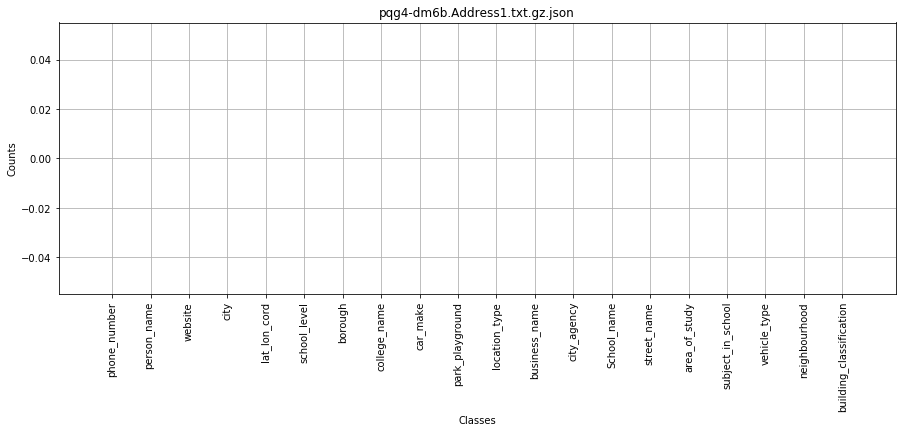 pqg4-dm6b.Address1.txt.gz.json
Counts
0.04
0.02
0.00
−0.02
−0.04
phone_number
person_name
website
city
lat_lon_cord
school_level
borough
college_name
car_make
park_playground
location_type
business_name
city_agency
School_name
street_name
area_of_study
subject_in_school
vehicle_type
neighbourhood
building_classification
Classes